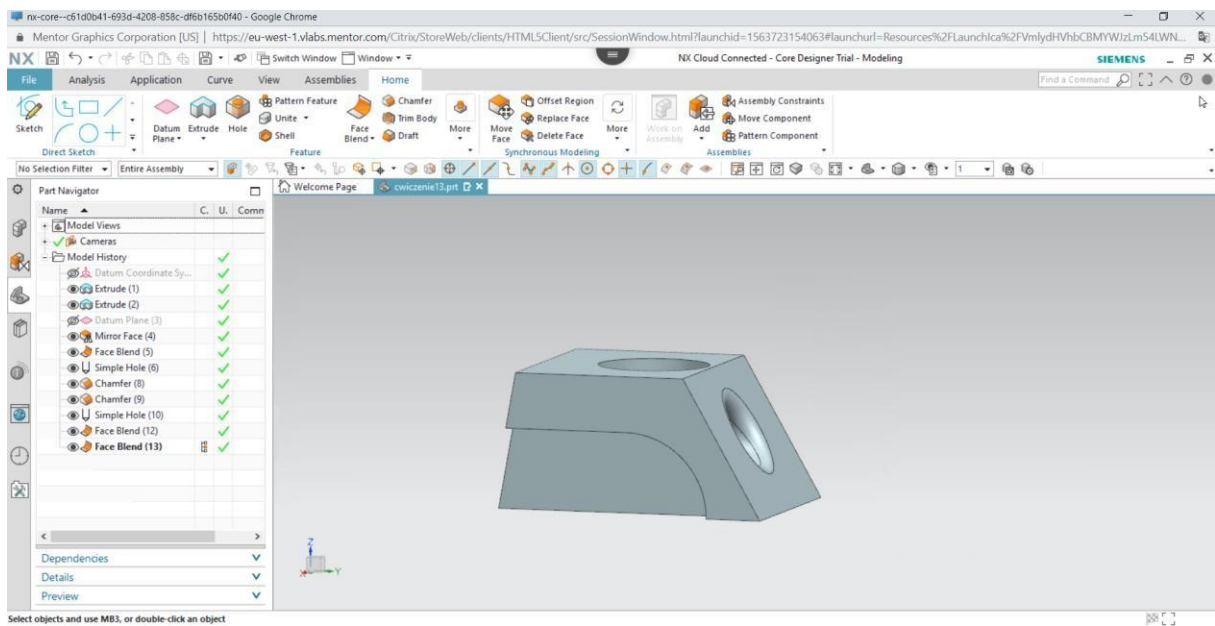 nx-core--c61d0b41-693d-4208-858c-df6b165b0f40 - Google Chrome
Mentor Graphics Corporation [US] | https://eu-west-1.vlabs.mentor.com/Citrix/StoreWeb/clients/HTML5Client/src/SessionWindow.html?launchid=1563723154063#launchurl=Resources%2FLaunchIca%2FVmlydHVhbCBMYWJzLm54LWN...
NX Switch Window Window NX Cloud Connected - Core Designer Trial - Modeling SIEMENS
File Analysis Application Curve View Assemblies Home Find a Command
Pattern Feature Chamfer Offset Region Assembly Constraints
Unite Trim Body Replace Face Move Component
Sketch Datum Plane Extrude Hole Shell Face Blend Draft More Move Face Delete Face More Work on Assembly Add Pattern Component
Direct Sketch Feature Synchronous Modeling Assemblies
No Selection Filter Entire Assembly 1
Part Navigator Welcome Page cwiczenie13.prt
Name C. U. Comm
Model Views
Cameras
Model History
Datum Coordinate Sy...
Extrude (1)
Extrude (2)
Datum Plane (3)
Mirror Face (4)
Face Blend (5)
Simple Hole (6)
Chamfer (8)
Chamfer (9)
Simple Hole (10)
Face Blend (12)
Face Blend (13)
Dependencies
Details
Preview
Z
X Y
Select objects and use MB3, or double-click an object